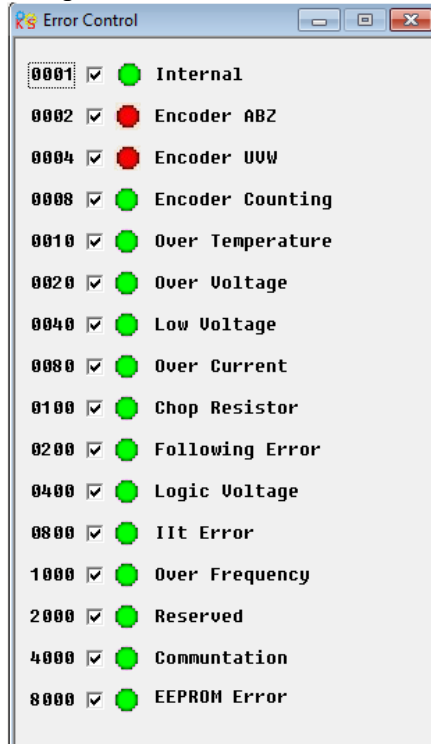 Error Control
0001 Internal
0002 Encoder ABZ
0004 Encoder UVW
0008 Encoder Counting
0010 Over Temperature
0020 Over Voltage
0040 Low Voltage
0080 Over Current
0100 Chop Resistor
0200 Following Error
0400 Logic Voltage
0800 IIt Error
1000 Over Frequency
2000 Reserved
4000 Communtation
8000 EEPROM Error